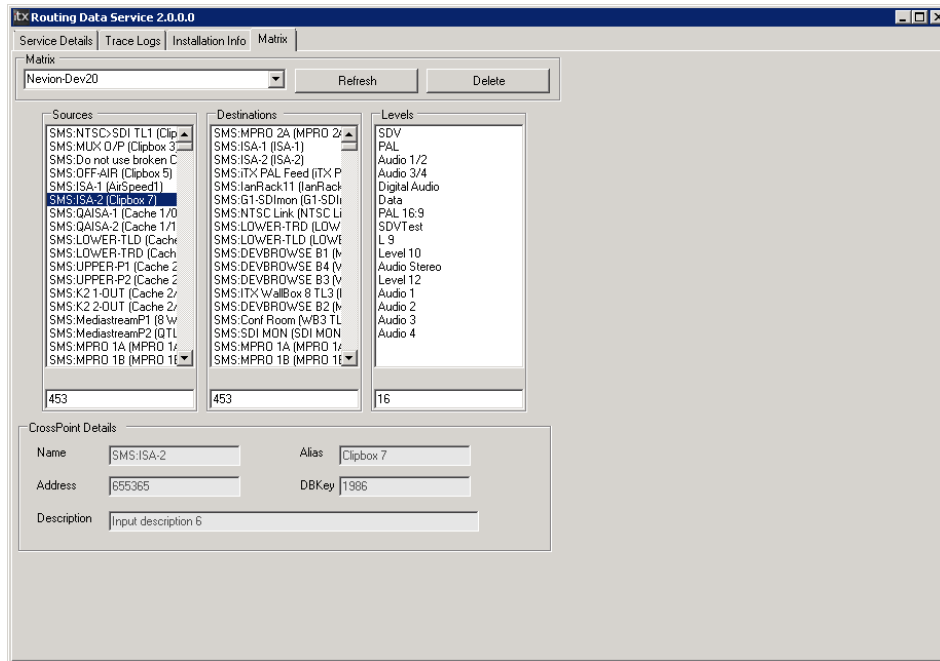 itx Routing Data Service 2.0.0.0
Service Details Trace Logs Installation Info Matrix
Matrix
Nevion-Dev20 Refresh Delete
Sources
SMS:NTSC>SDI TL1 (Clip
SMS:MUX O/P (Clipbox 3
SMS:Do not use broken C
SMS:OFF-AIR (Clipbox 5)
SMS:ISA-1 (AirSpeed1)
SMS:ISA-2 (Clipbox 7)
SMS:QAISA-1 (Cache 1/0
SMS:QAISA-2 (Cache 1/1
SMS:LOWER-TLD (Cache
SMS:LOWER-TRD (Cach
SMS:UPPER-P1 (Cache 2
SMS:UPPER-P2 (Cache 2
SMS:K2 1-OUT (Cache 2/
SMS:K2 2-OUT (Cache 2/
SMS:MediastreamP1 (8 W
SMS:MediastreamP2 (QTL
SMS:MPRO 1A (MPRO 1A
SMS:MPRO 1B (MPRO 1B
453
Destinations
SMS:MPRO 2A (MPRO 2A
SMS:ISA-1 (ISA-1)
SMS:ISA-2 (ISA-2)
SMS:iTX PAL Feed (iTX P
SMS:IanRack11 (IanRack
SMS:G1-SDImon (G1-SDI
SMS:NTSC Link (NTSC Li
SMS:LOWER-TRD (LOW
SMS:LOWER-TLD (LOWE
SMS:DEVBROWSE B1 (
SMS:DEVBROWSE B4 (
SMS:DEVBROWSE B3 (
SMS:ITX WallBox 8 TL3 (
SMS:DEVBROWSE B2 (
SMS:Conf Room (WB3 TL
SMS:SDI MON (SDI MON
SMS:MPRO 1A (MPRO 1A
SMS:MPRO 1B (MPRO 1B
453
Levels
SDV
PAL
Audio 1/2
Audio 3/4
Digital Audio
Data
PAL 16:9
SDVTest
L 9
Level 10
Audio Stereo
Level 12
Audio 1
Audio 2
Audio 3
Audio 4
16
CrossPoint Details
Name SMS:ISA-2 Alias Clipbox 7
Address 655365 DBKey 1986
Description Input description 6